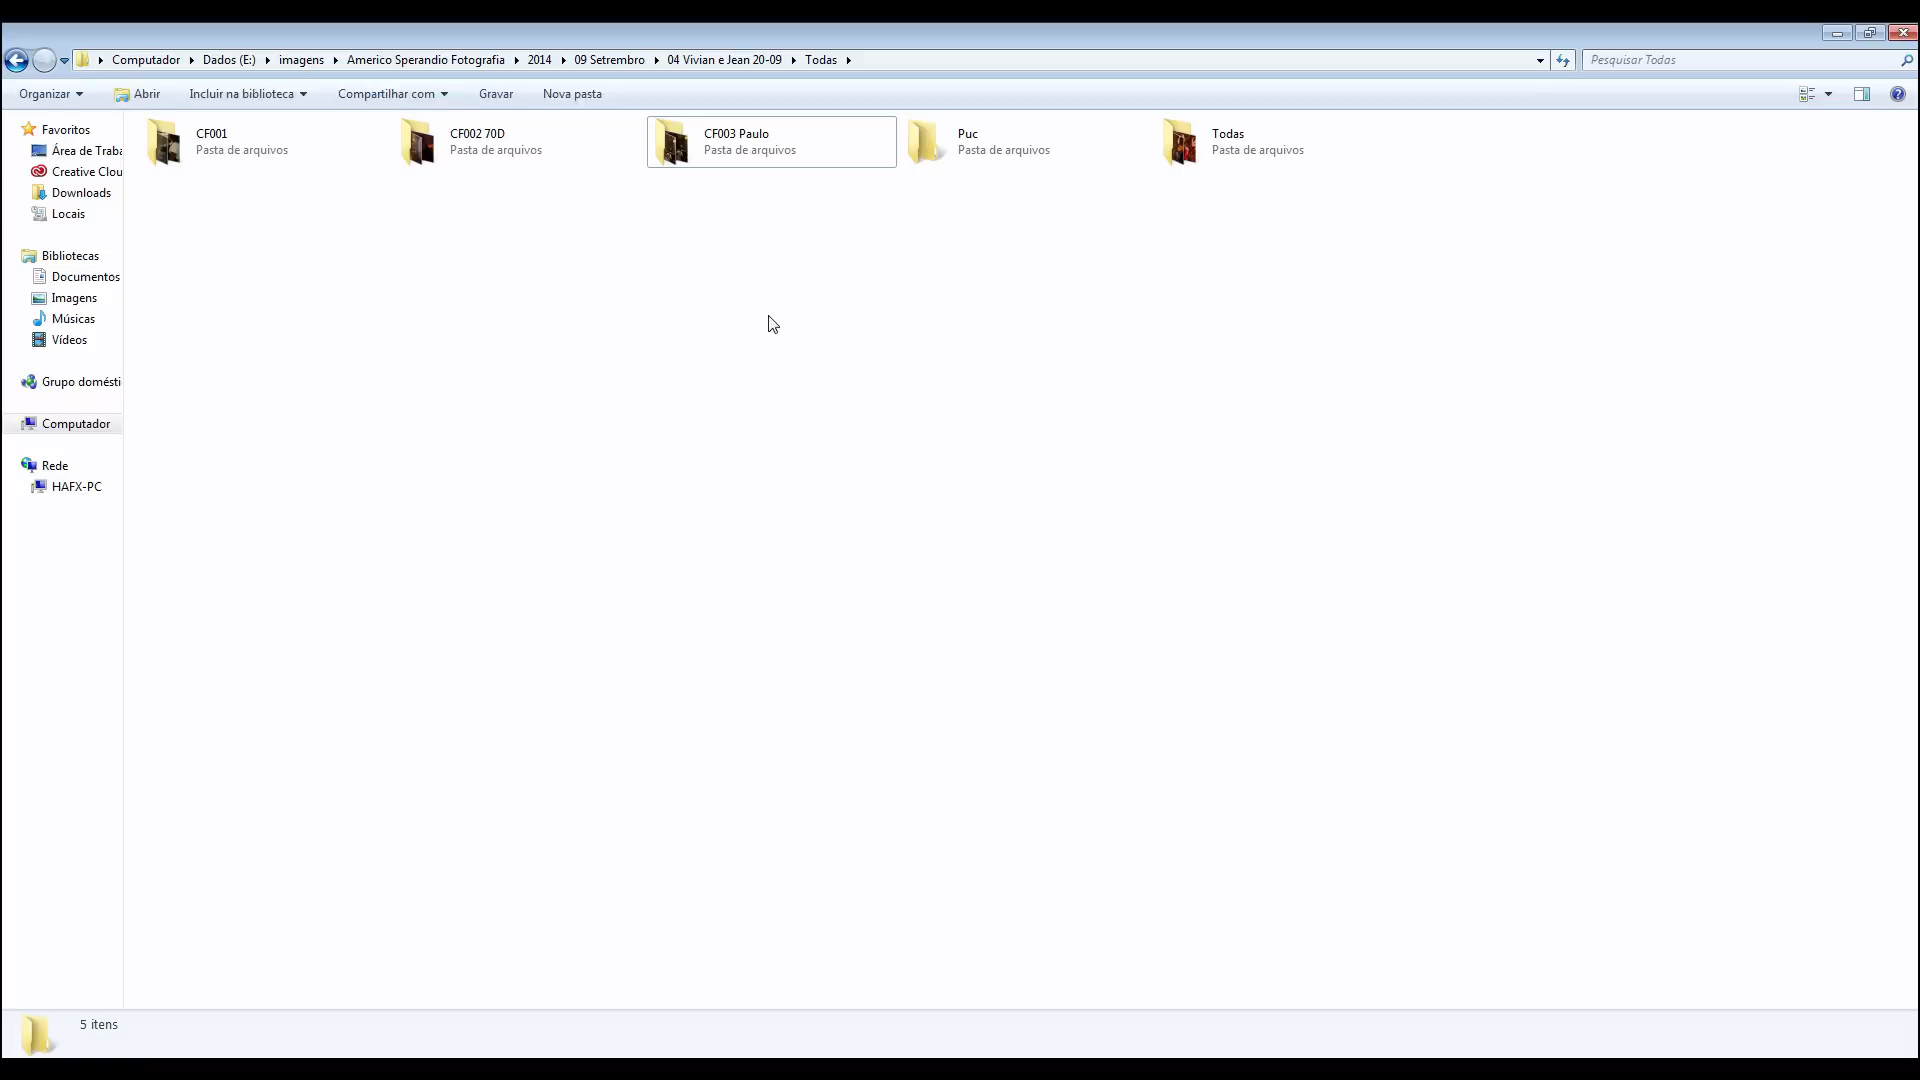 Computador Dados (E:) imagens Americo Sperandio Fotografia 2014 09 Setrembro 04 Vivian e Jean 20-09 Todas
Pesquisar Todas
Organizar Abrir Incluir na biblioteca Compartilhar com Gravar Nova pasta
Favoritos
Área de Traba
Creative Clou
Downloads
Locais
Bibliotecas
Documentos
Imagens
Músicas
Vídeos
Grupo domésti
Computador
Rede
HAFX-PC
CF001
Pasta de arquivos
CF002 70D
Pasta de arquivos
CF003 Paulo
Pasta de arquivos
Puc
Pasta de arquivos
Todas
Pasta de arquivos
5 itens